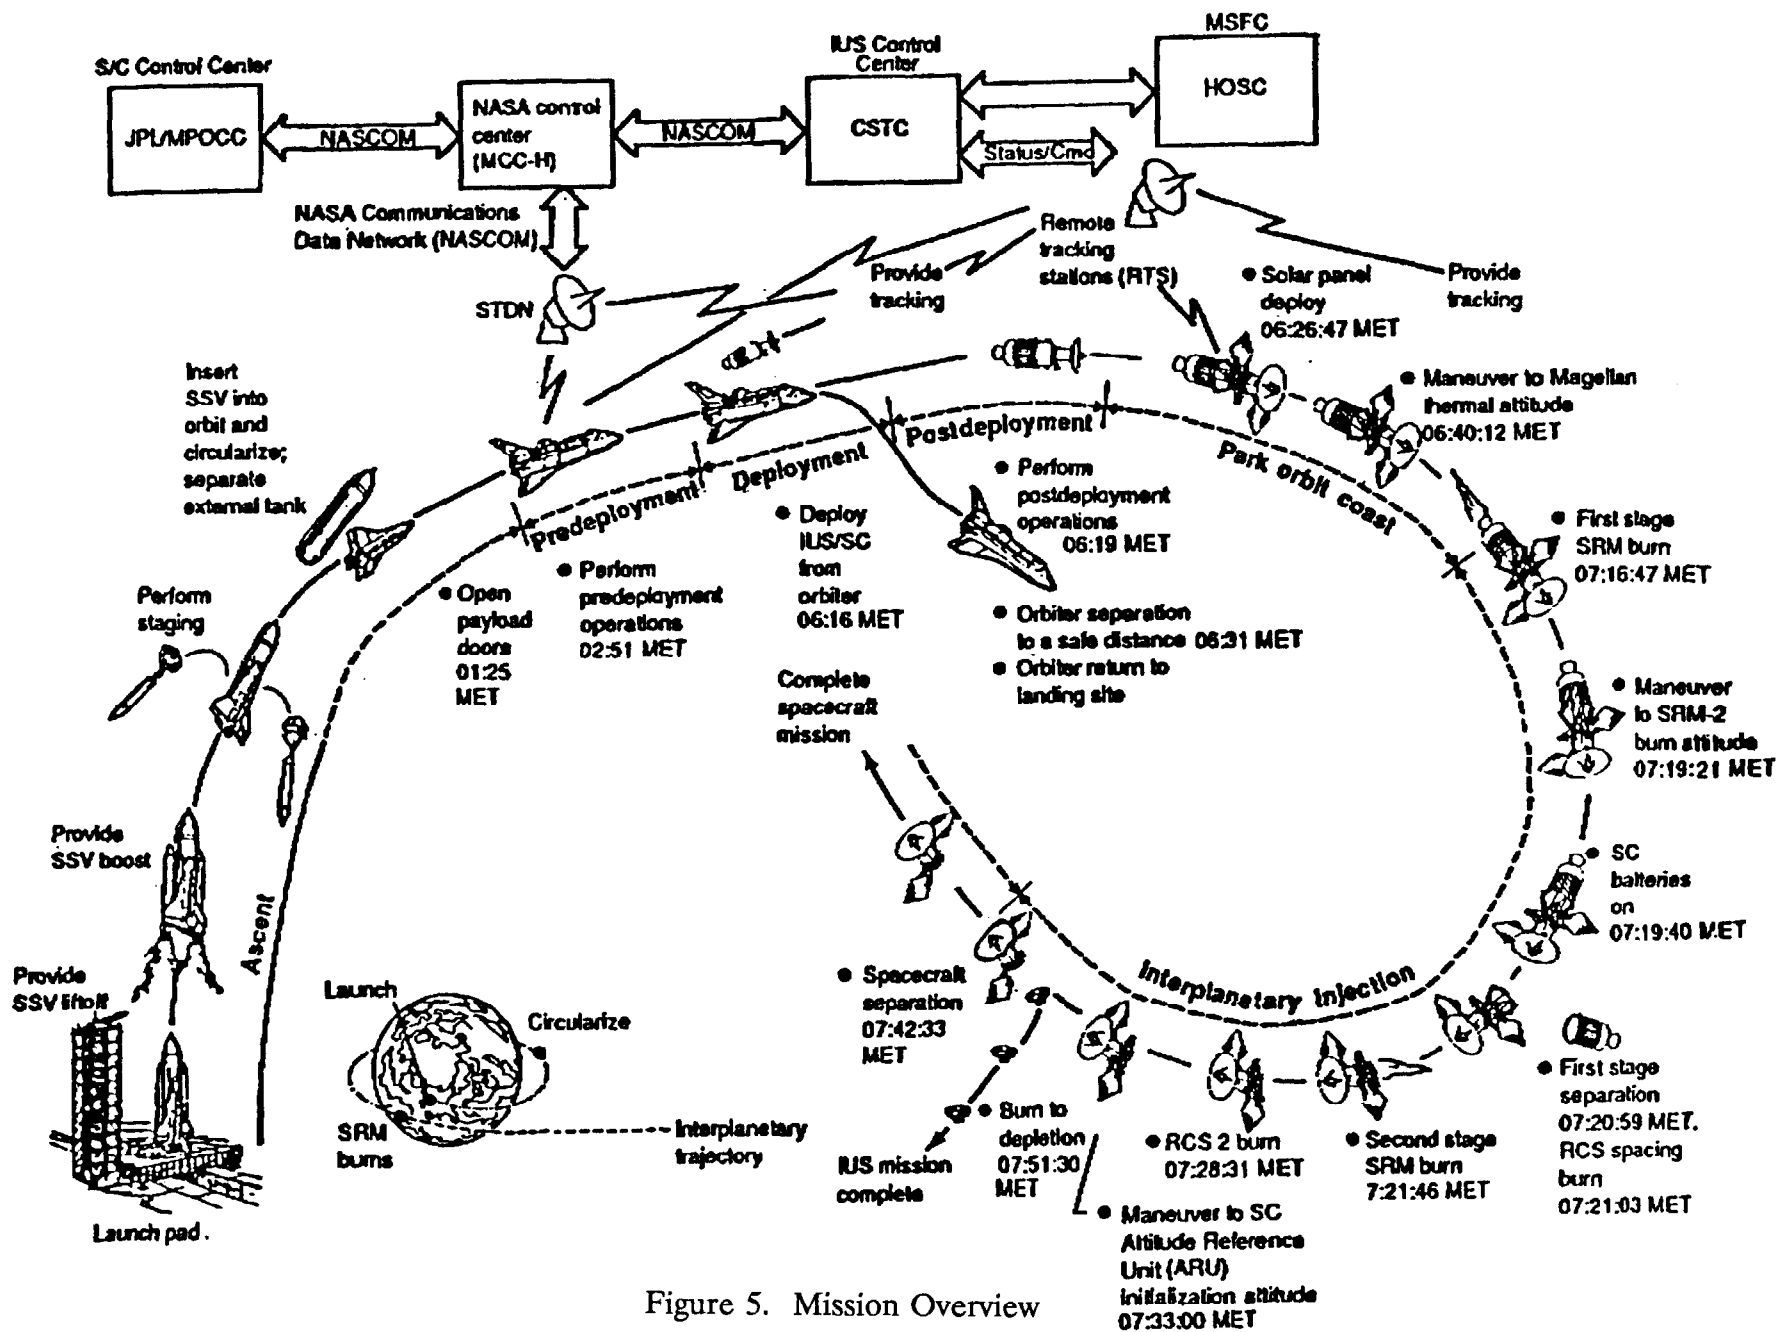 MSFC
IUS Control
Center
S/C Control Center
HOSC
NASA control
center
(MCC-H)
CSTC
JPL/MPOCC
NASCOM
NASCOM
Status/Cmd
NASA Communications
Data Network (NASCOM)
STDN
Provide
tracking
Remote
tracking
stations (RTS)
Provide
tracking
Solar panel
deploy
06:26:47 MET
Insert
SSV into
orbit and
circularize;
separate
external tank
Maneuver to Magellan
thermal attitude
06:40:12 MET
Predeployment
Deployment
Postdeployment
Park orbit coast
Perform
staging
Open
payload
doors
01:25
MET
Perform
predeployment
operations
02:51 MET
Deploy
IUS/SC
from
orbiter
06:16 MET
Perform
postdeployment
operations
06:19 MET
Orbiter separation
to a safe distance 06:31 MET
Orbiter return to
landing site
First stage
SRM burn
07:16:47 MET
Maneuver
to SRM-2
burn attitude
07:19:21 MET
Complete
spacecraft
mission
Provide
SSV boost
SC
batteries
on
07:19:40 MET
Ascent
Provide
SSV liftoff
Launch
Circularize
SRM
burns
Interplanetary
trajectory
Launch pad.
Spacecraft
separation
07:42:33
MET
Interplanetary Injection
First stage
separation
07:20:59 MET.
RCS spacing
burn
07:21:03 MET
IUS mission
complete
Burn to
depletion
07:51:30
MET
RCS 2 burn
07:28:31 MET
Second stage
SRM burn
7:21:46 MET
Maneuver to SC
Attitude Reference
Unit (ARU)
initialization attitude
07:33:00 MET
Figure 5. Mission Overview